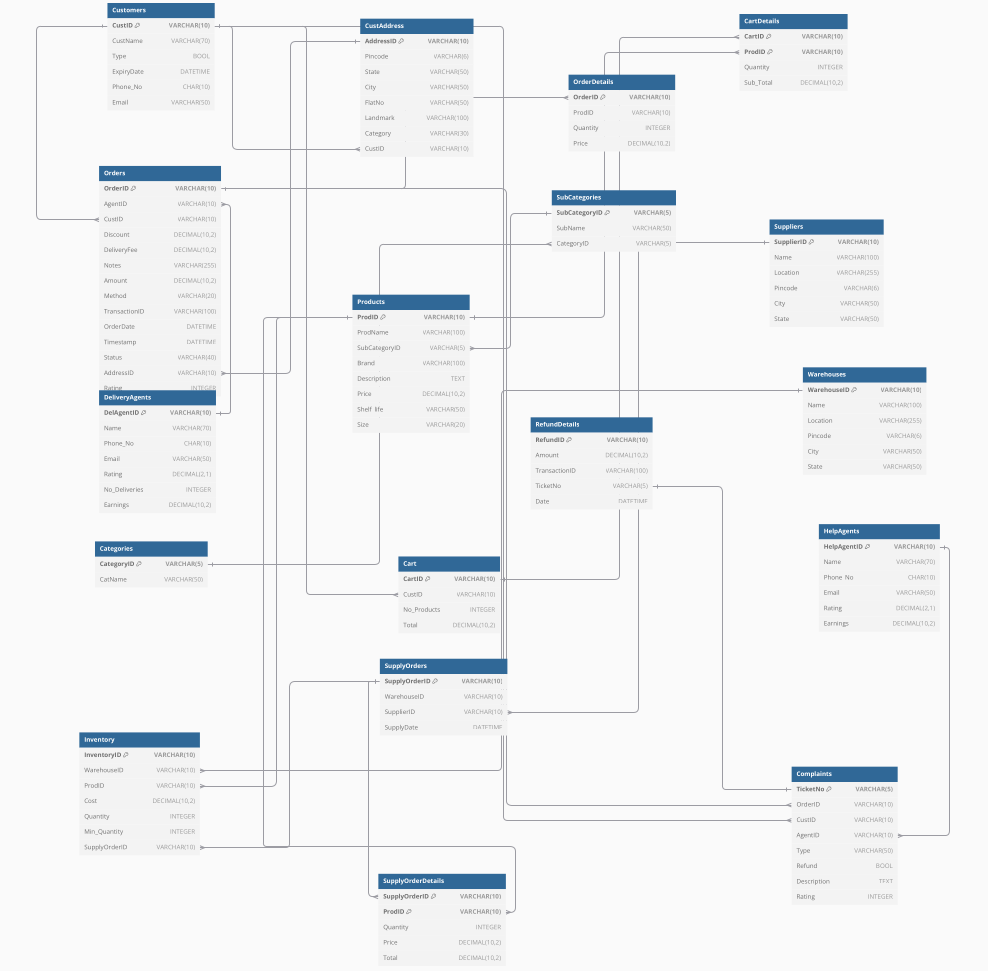 Customers
CustID VARCHAR(10)
CustName VARCHAR(70)
Type BOOL
ExpiryDate DATETIME
Phone_No CHAR(10)
Email VARCHAR(50)
CustAddress
AddressID VARCHAR(10)
Pincode VARCHAR(6)
State VARCHAR(50)
City VARCHAR(50)
FlatNo VARCHAR(50)
Landmark VARCHAR(100)
Category VARCHAR(30)
CustID VARCHAR(10)
CartDetails
CartID VARCHAR(10)
ProdID VARCHAR(10)
Quantity INTEGER
Sub_Total DECIMAL(10,2)
OrderDetails
OrderID VARCHAR(10)
ProdID VARCHAR(10)
Quantity INTEGER
Price DECIMAL(10,2)
Orders
OrderID VARCHAR(10)
AgentID VARCHAR(10)
CustID VARCHAR(10)
Discount DECIMAL(10,2)
DeliveryFee DECIMAL(10,2)
Notes VARCHAR(255)
Amount DECIMAL(10,2)
Method VARCHAR(20)
TransactionID VARCHAR(100)
OrderDate DATETIME
Timestamp DATETIME
Status VARCHAR(40)
AddressID VARCHAR(10)
Rating INTEGER
SubCategories
SubCategoryID VARCHAR(5)
SubName VARCHAR(50)
CategoryID VARCHAR(5)
Suppliers
SupplierID VARCHAR(10)
Name VARCHAR(100)
Location VARCHAR(255)
Pincode VARCHAR(6)
City VARCHAR(50)
State VARCHAR(50)
Products
ProdID VARCHAR(10)
ProdName VARCHAR(100)
SubCategoryID VARCHAR(5)
Brand VARCHAR(100)
Description TEXT
Price DECIMAL(10,2)
Shelf_life VARCHAR(50)
Size VARCHAR(20)
Warehouses
WarehouseID VARCHAR(10)
Name VARCHAR(100)
Location VARCHAR(255)
Pincode VARCHAR(6)
City VARCHAR(50)
State VARCHAR(50)
DeliveryAgents
DelAgentID VARCHAR(10)
Name VARCHAR(70)
Phone_No CHAR(10)
Email VARCHAR(50)
Rating DECIMAL(2,1)
No_Deliveries INTEGER
Earnings DECIMAL(10,2)
RefundDetails
RefundID VARCHAR(10)
Amount DECIMAL(10,2)
TransactionID VARCHAR(100)
TicketNo VARCHAR(5)
Date DATETIME
HelpAgents
HelpAgentID VARCHAR(10)
Name VARCHAR(70)
Phone_No CHAR(10)
Email VARCHAR(50)
Rating DECIMAL(2,1)
Earnings DECIMAL(10,2)
Categories
CategoryID VARCHAR(5)
CatName VARCHAR(50)
Cart
CartID VARCHAR(10)
CustID VARCHAR(10)
No_Products INTEGER
Total DECIMAL(10,2)
SupplyOrders
SupplyOrderID VARCHAR(10)
WarehouseID VARCHAR(10)
SupplierID VARCHAR(10)
SupplyDate DATETIME
Inventory
InventoryID VARCHAR(10)
WarehouseID VARCHAR(10)
ProdID VARCHAR(10)
Cost DECIMAL(10,2)
Quantity INTEGER
Min_Quantity INTEGER
SupplyOrderID VARCHAR(10)
Complaints
TicketNo VARCHAR(5)
OrderID VARCHAR(10)
CustID VARCHAR(10)
AgentID VARCHAR(10)
Type VARCHAR(50)
Refund BOOL
Description TEXT
Rating INTEGER
SupplyOrderDetails
SupplyOrderID VARCHAR(10)
ProdID VARCHAR(10)
Quantity INTEGER
Price DECIMAL(10,2)
Total DECIMAL(10,2)